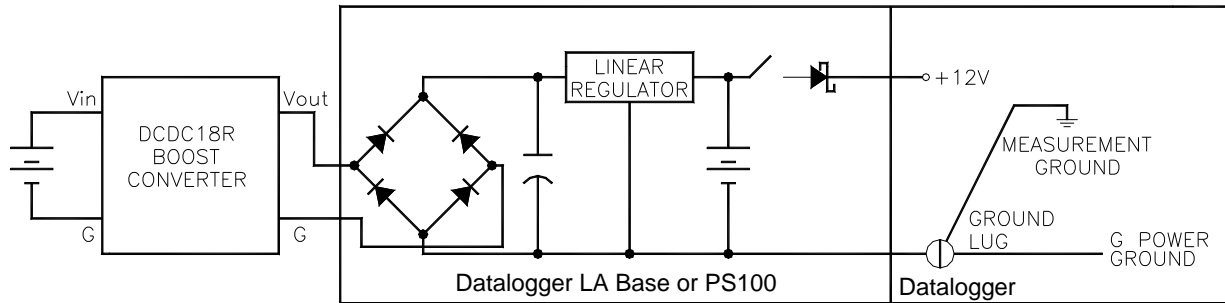 Vin
G
DCDC18R
BOOST
CONVERTER
Vout
G
LINEAR
REGULATOR
+12V
MEASUREMENT
GROUND
GROUND
LUG
G POWER
GROUND
Datalogger LA Base or PS100
Datalogger